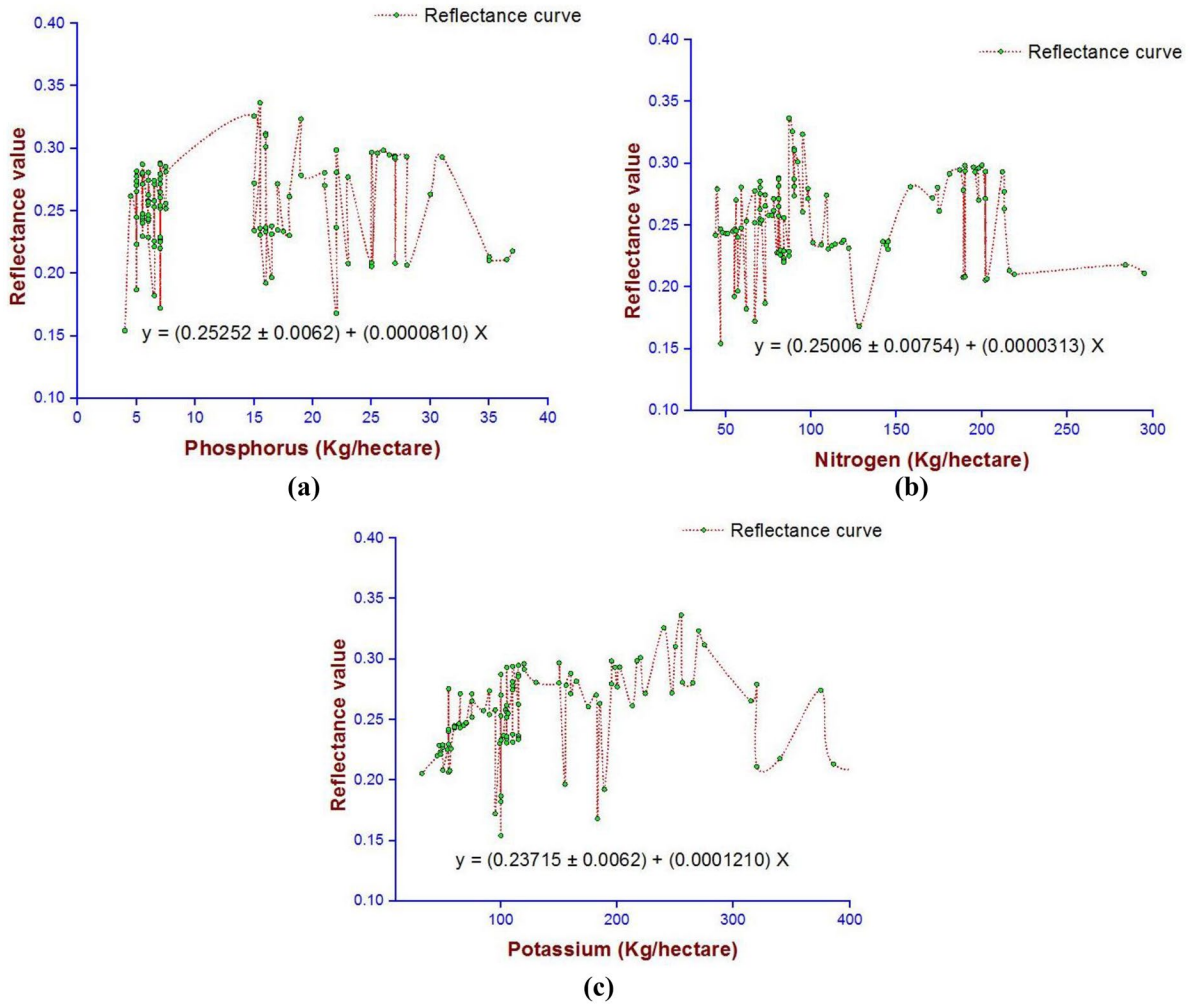 Reflectance curve
0.40
0.35
0.30
0.25
0.20
0.15
0.10
Reflectance value
y = (0.25252 ± 0.0062) + (0.0000810) X
0 5 10 15 20 25 30 35 40
Phosphorus (Kg/hectare)
(a)
Reflectance curve
0.40
0.35
0.30
0.25
0.20
0.15
0.10
Reflectance value
y = (0.25006 ± 0.00754) + (0.0000313) X
50 100 150 200 250 300
Nitrogen (Kg/hectare)
(b)
Reflectance curve
0.40
0.35
0.30
0.25
0.20
0.15
0.10
Reflectance value
y = (0.23715 ± 0.0062) + (0.0001210) X
100 200 300 400
Potassium (Kg/hectare)
(c)